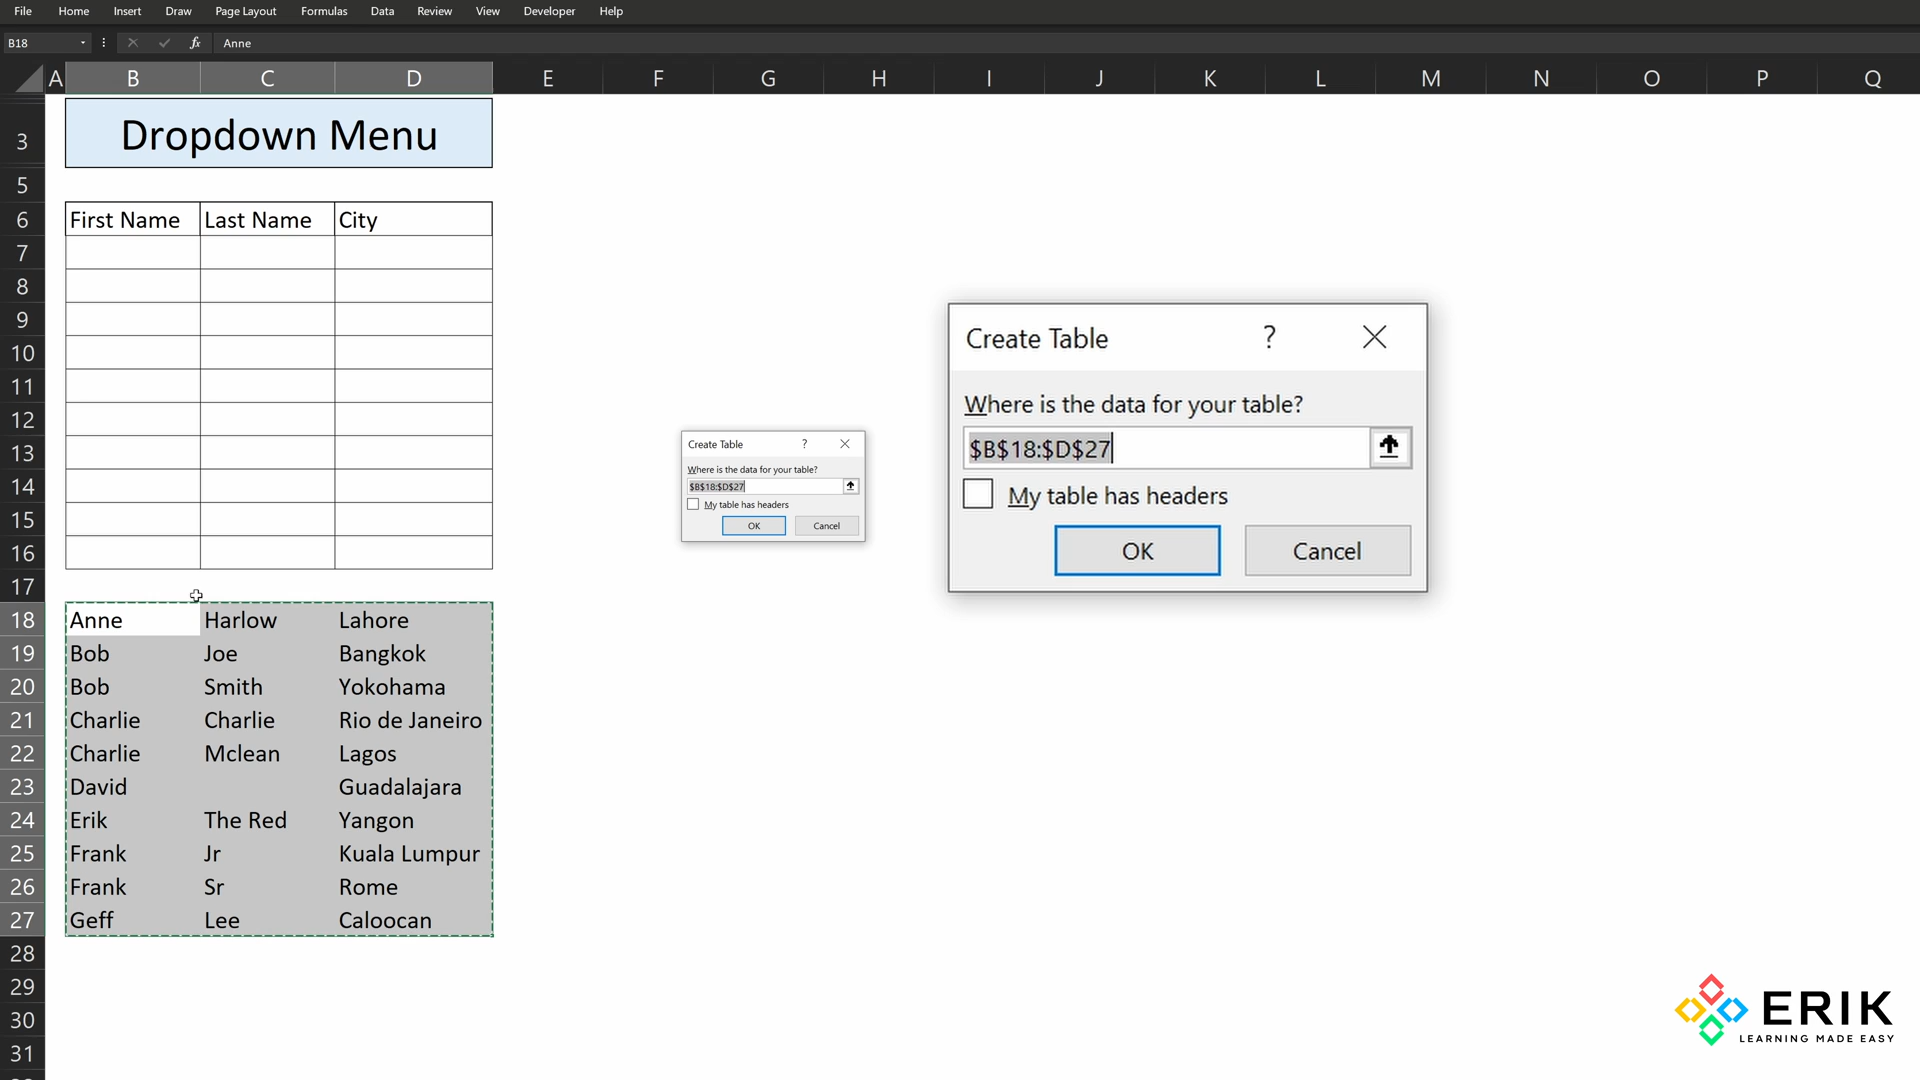 File Home Insert Draw Page Layout Formulas Data Review View Developer Help
B18 fx Anne
A B C D E F G H I J K L M N O P Q
3 Dropdown Menu
5
6 First Name Last Name City
7
8
9
10
11
12
13
14
15
16
17
18 Anne Harlow Lahore
19 Bob Joe Bangkok
20 Bob Smith Yokohama
21 Charlie Charlie Rio de Janeiro
22 Charlie Mclean Lagos
23 David Guadalajara
24 Erik The Red Yangon
25 Frank Jr Kuala Lumpur
26 Frank Sr Rome
27 Geff Lee Caloocan
28
29
30
31
Create Table ?
Where is the data for your table?
$B$18:$D$27
My table has headers
OK Cancel
Create Table ?
Where is the data for your table?
$B$18:$D$27
My table has headers
OK Cancel
ERIK
LEARNING MADE EASY